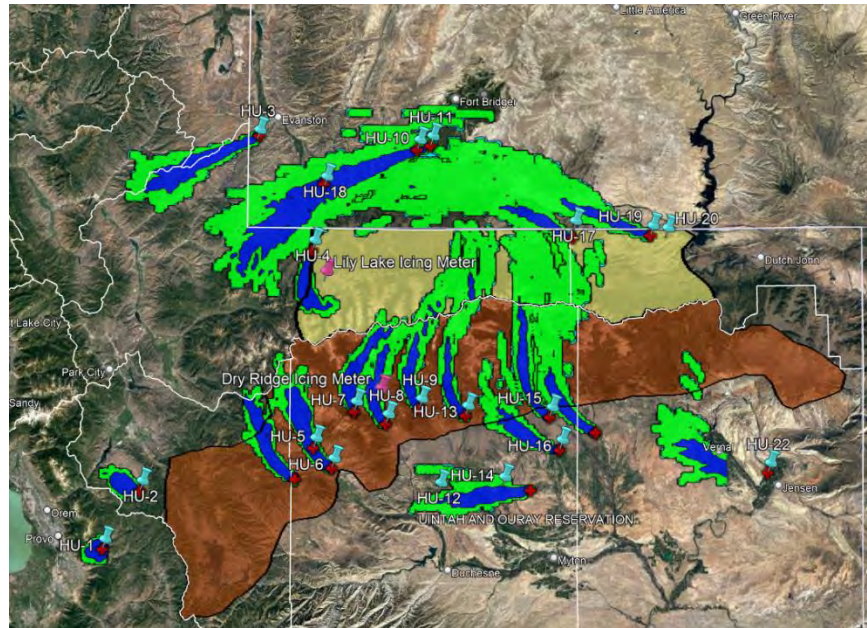 Little America
Green River
Fort Bridger
HU-3
Evanston
HU-11
HU-10
HU-18
HU-19
HU-20
HU-17
HU-4
Lily Lake Icing Meter
Dutch John
t Lake City
Park City
Sandy
Dry Ridge Icing Meter
HU-9
HU-7
HU-8
HU-13
HU-15
HU-5
HU-16
Vernal
HU-22
HU-6
HU-14
HU-2
HU-12
Jensen
Orem
UINTAH AND OURAY RESERVATION
Provo
HU-1
Myton
Duchesne